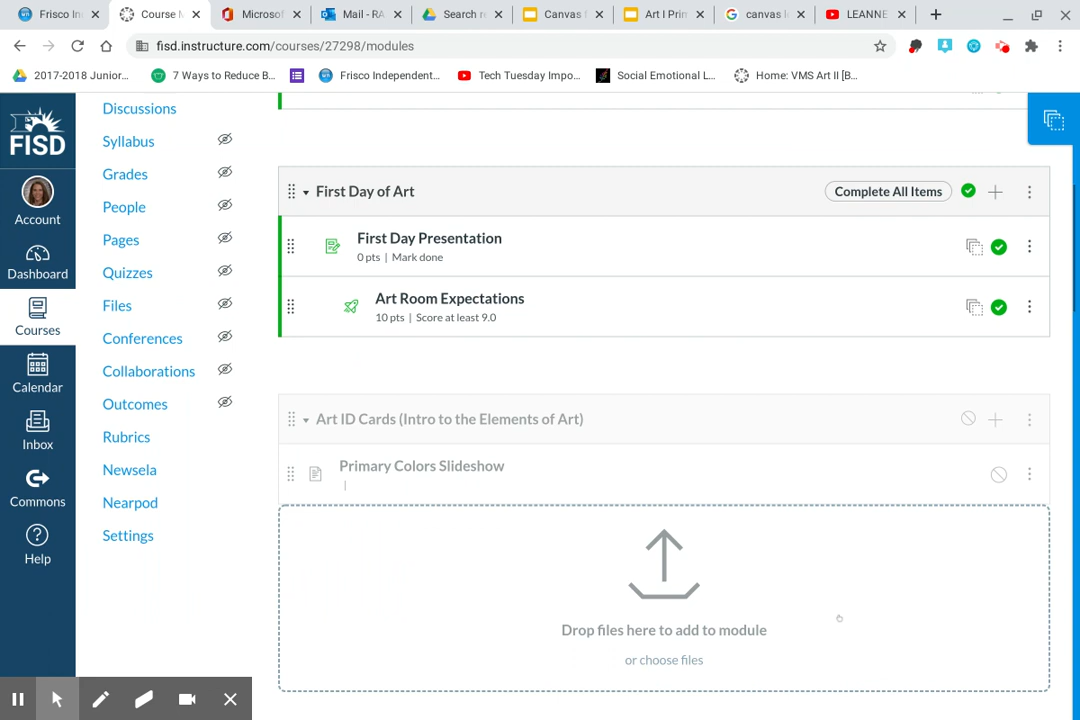 Frisco In
Course M
Microsof
Mail - RA
Search re
Canvas t
Art I Prim
canvas lo
LEANNE
fisd.instructure.com/courses/27298/modules
2017-2018 Junior...
7 Ways to Reduce B...
Frisco Independent...
Tech Tuesday Impo...
Social Emotional L...
Home: VMS Art II [B...
FISD
Account
Dashboard
Courses
Calendar
Inbox
Commons
Help
Discussions
Syllabus
Grades
People
Pages
Quizzes
Files
Conferences
Collaborations
Outcomes
Rubrics
Newsela
Nearpod
Settings
First Day of Art
Complete All Items
First Day Presentation
0 pts | Mark done
Art Room Expectations
10 pts | Score at least 9.0
Art ID Cards (Intro to the Elements of Art)
Primary Colors Slideshow
|
Drop files here to add to module
or choose files